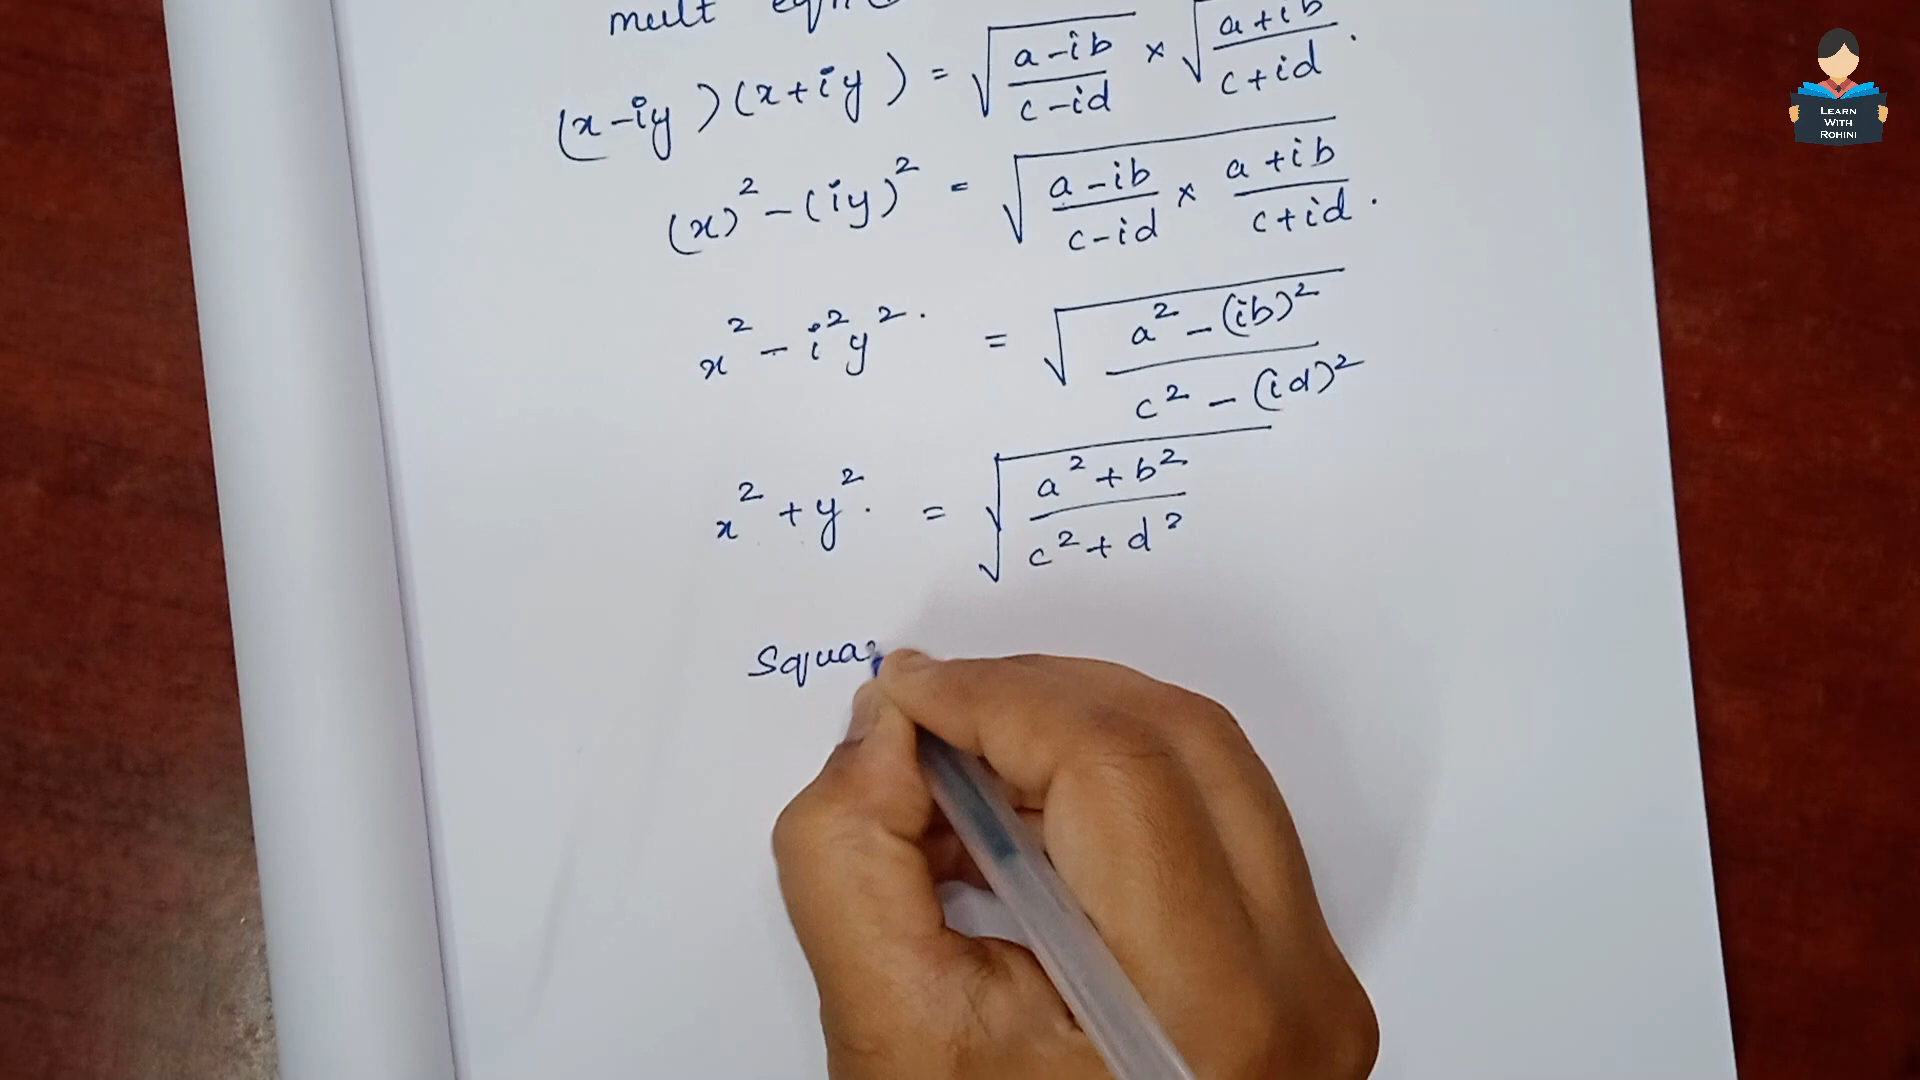 mult eqn
(x-iy)(x+iy) = √(a-ib / c-id) × √(a+ib / c+id).
(x)² - (iy)² = √(a-ib / c-id × a+ib / c+id).
x² - i²y². = √(a² - (ib)² / c² - (id)²)
x² + y². = √(a² + b² / c² + d²)
Squa
LEARN
WITH
ROHINI